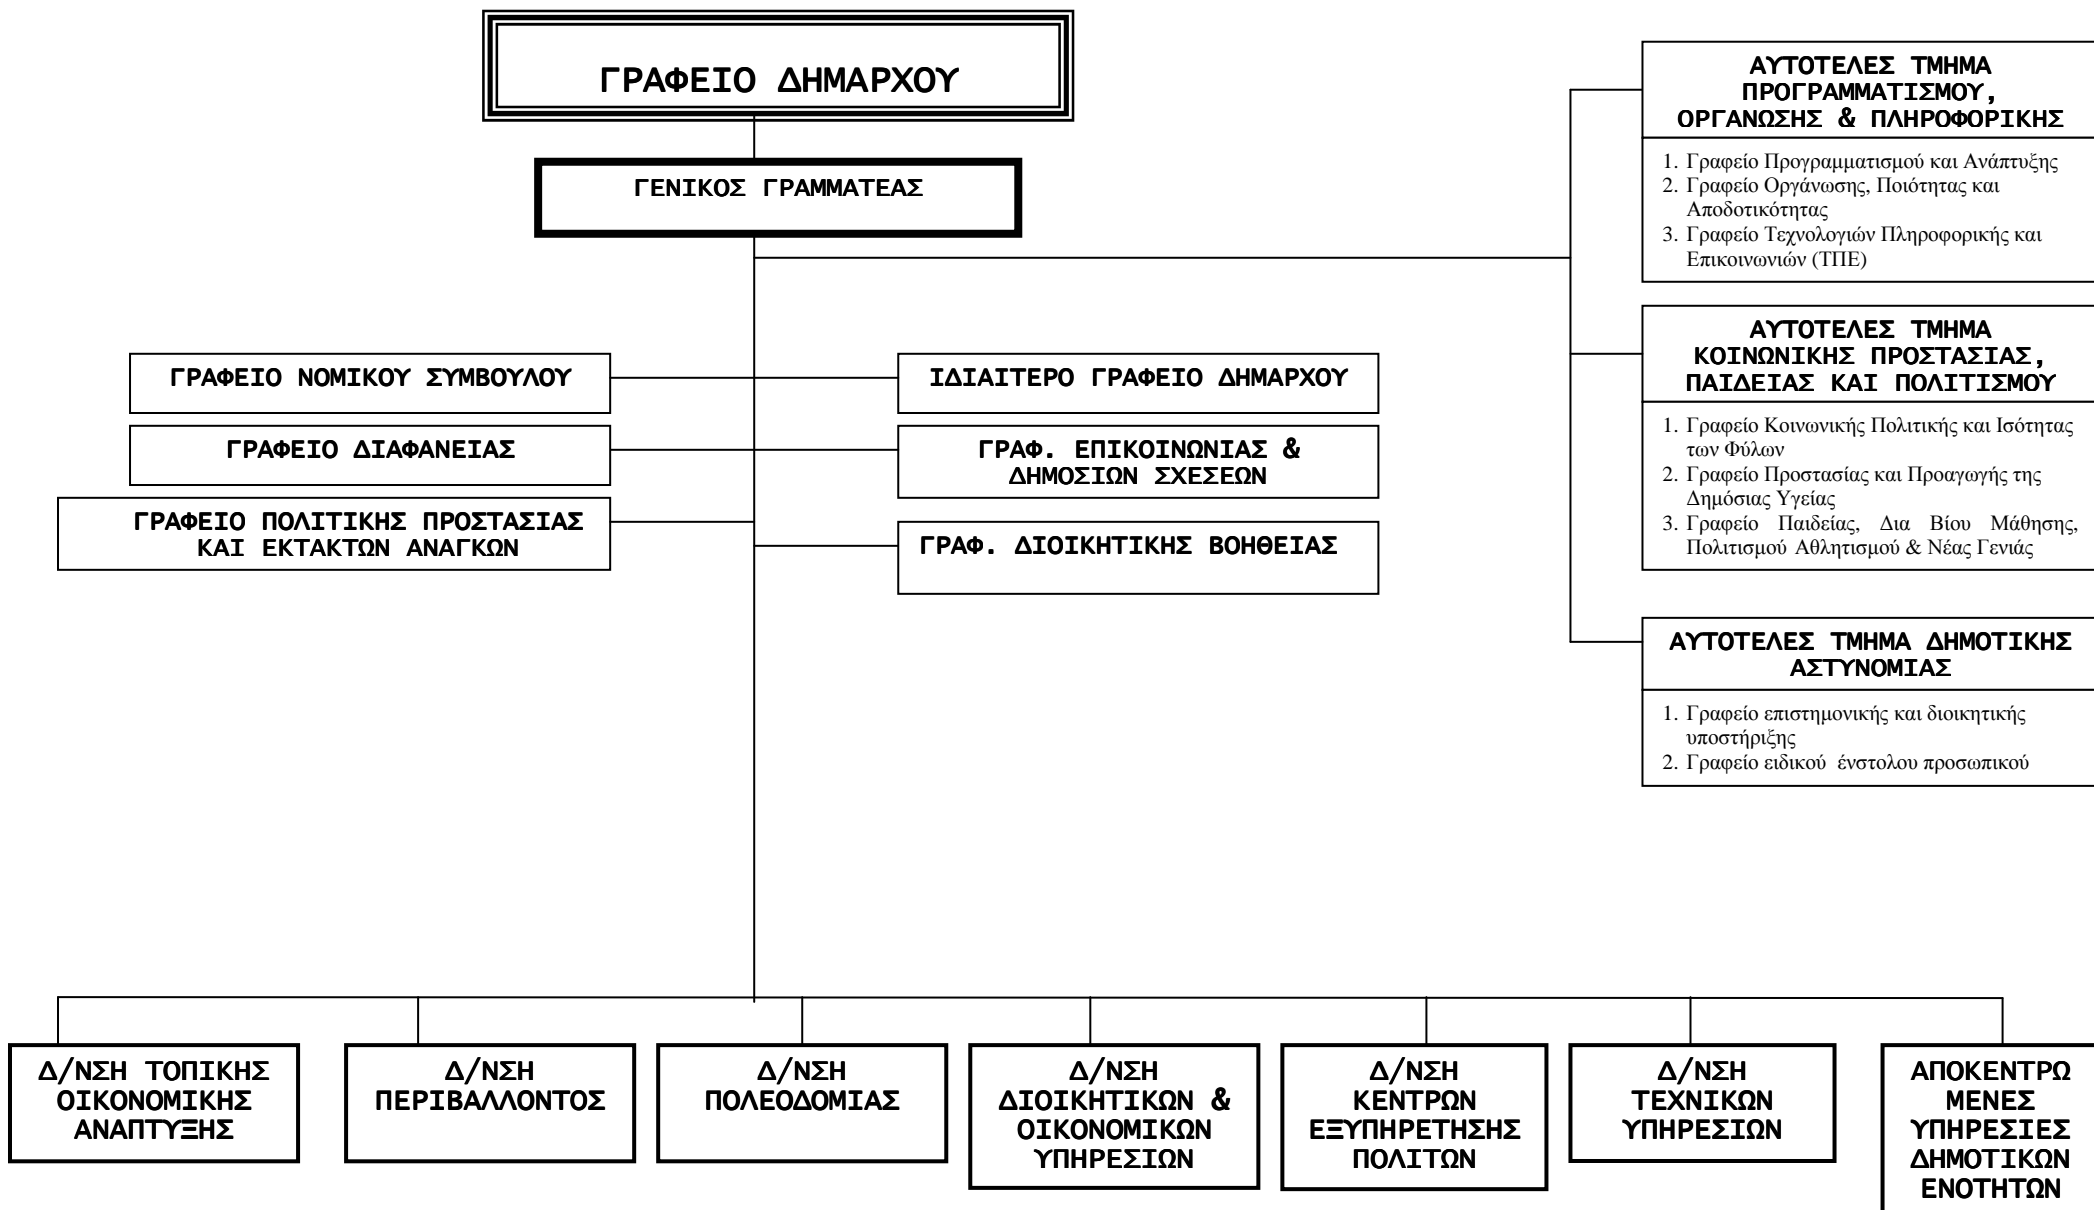 ΓΡΑΦΕΙΟ ΔΗΜΑΡΧΟΥ
ΓΕΝΙΚΟΣ ΓΡΑΜΜΑΤΕΑΣ
ΑΥΤΟΤΕΛΕΣ ΤΜΗΜΑ
ΠΡΟΓΡΑΜΜΑΤΙΣΜΟΥ,
ΟΡΓΑΝΩΣΗΣ & ΠΛΗΡΟΦΟΡΙΚΗΣ
1. Γραφείο Προγραμματισμού και Ανάπτυξης
2. Γραφείο Οργάνωσης, Ποιότητας και
Αποδοτικότητας
3. Γραφείο Τεχνολογιών Πληροφορικής και
Επικοινωνιών (ΤΠΕ)
ΑΥΤΟΤΕΛΕΣ ΤΜΗΜΑ
ΚΟΙΝΩΝΙΚΗΣ ΠΡΟΣΤΑΣΙΑΣ,
ΠΑΙΔΕΙΑΣ ΚΑΙ ΠΟΛΙΤΙΣΜΟΥ
1. Γραφείο Κοινωνικής Πολιτικής και Ισότητας
των Φύλων
2. Γραφείο Προστασίας και Προαγωγής της
Δημόσιας Υγείας
3. Γραφείο Παιδείας, Δια Βίου Μάθησης,
Πολιτισμού Αθλητισμού & Νέας Γενιάς
ΑΥΤΟΤΕΛΕΣ ΤΜΗΜΑ ΔΗΜΟΤΙΚΗΣ
ΑΣΤΥΝΟΜΙΑΣ
1. Γραφείο επιστημονικής και διοικητικής
υποστήριξης
2. Γραφείο ειδικού ένστολου προσωπικού
ΓΡΑΦΕΙΟ ΝΟΜΙΚΟΥ ΣΥΜΒΟΥΛΟΥ
ΙΔΙΑΙΤΕΡΟ ΓΡΑΦΕΙΟ ΔΗΜΑΡΧΟΥ
ΓΡΑΦΕΙΟ ΔΙΑΦΑΝΕΙΑΣ
ΓΡΑΦ. ΕΠΙΚΟΙΝΩΝΙΑΣ &
ΔΗΜΟΣΙΩΝ ΣΧΕΣΕΩΝ
ΓΡΑΦΕΙΟ ΠΟΛΙΤΙΚΗΣ ΠΡΟΣΤΑΣΙΑΣ
ΚΑΙ ΕΚΤΑΚΤΩΝ ΑΝΑΓΚΩΝ
ΓΡΑΦ. ΔΙΟΙΚΗΤΙΚΗΣ ΒΟΗΘΕΙΑΣ
Δ/ΝΣΗ ΤΟΠΙΚΗΣ
ΟΙΚΟΝΟΜΙΚΗΣ
ΑΝΑΠΤΥΞΗΣ
Δ/ΝΣΗ
ΠΕΡΙΒΑΛΛΟΝΤΟΣ
Δ/ΝΣΗ
ΠΟΛΕΟΔΟΜΙΑΣ
Δ/ΝΣΗ
ΔΙΟΙΚΗΤΙΚΩΝ &
ΟΙΚΟΝΟΜΙΚΩΝ
ΥΠΗΡΕΣΙΩΝ
Δ/ΝΣΗ
ΚΕΝΤΡΩΝ
ΕΞΥΠΗΡΕΤΗΣΗΣ
ΠΟΛΙΤΩΝ
Δ/ΝΣΗ
ΤΕΧΝΙΚΩΝ
ΥΠΗΡΕΣΙΩΝ
ΑΠΟΚΕΝΤΡΩ
ΜΕΝΕΣ
ΥΠΗΡΕΣΙΕΣ
ΔΗΜΟΤΙΚΩΝ
ΕΝΟΤΗΤΩΝ